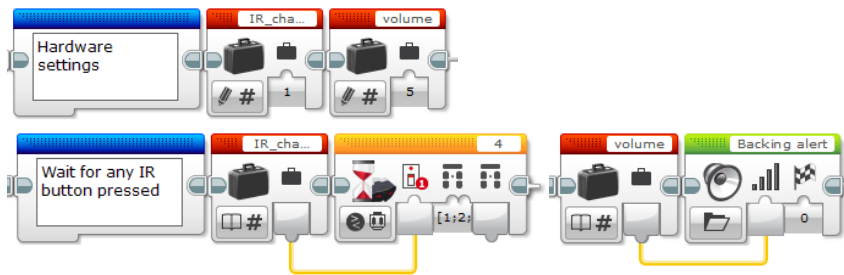 IR_cha... volume
Hardware
settings
# 1 # 5
IR_cha... 4 volume Backing alert
Wait for any IR
button pressed
1
# [1;2; # 0